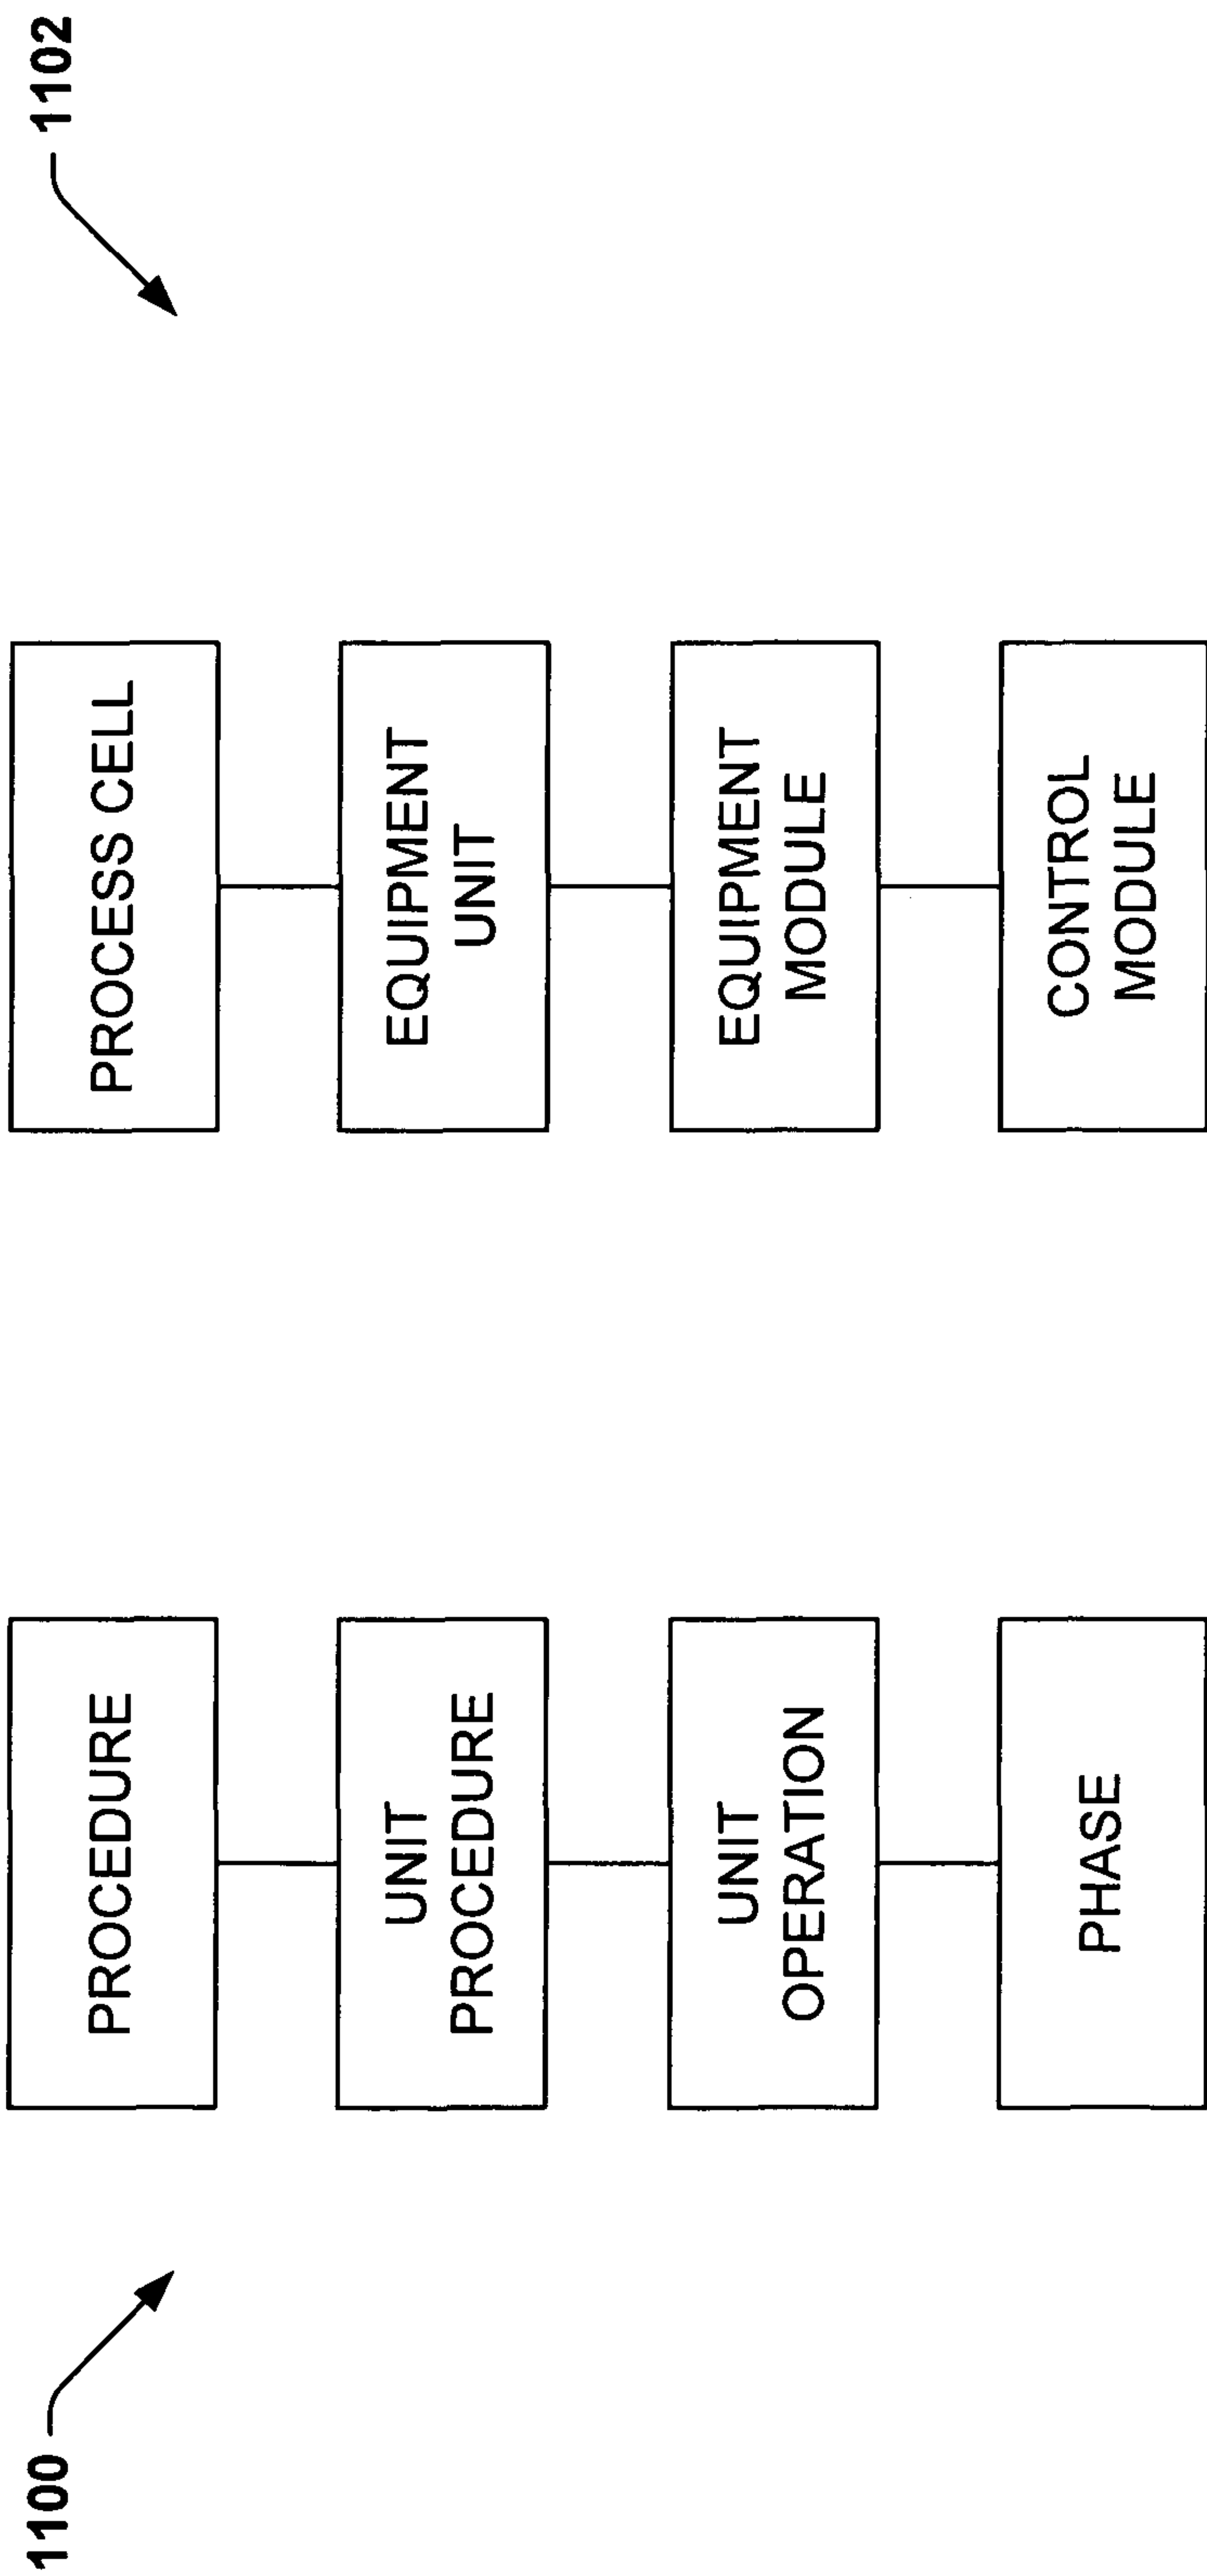 1100
PROCEDURE
UNIT
PROCEDURE
UNIT
OPERATION
PHASE
1102
PROCESS CELL
EQUIPMENT
UNIT
EQUIPMENT
MODULE
CONTROL
MODULE